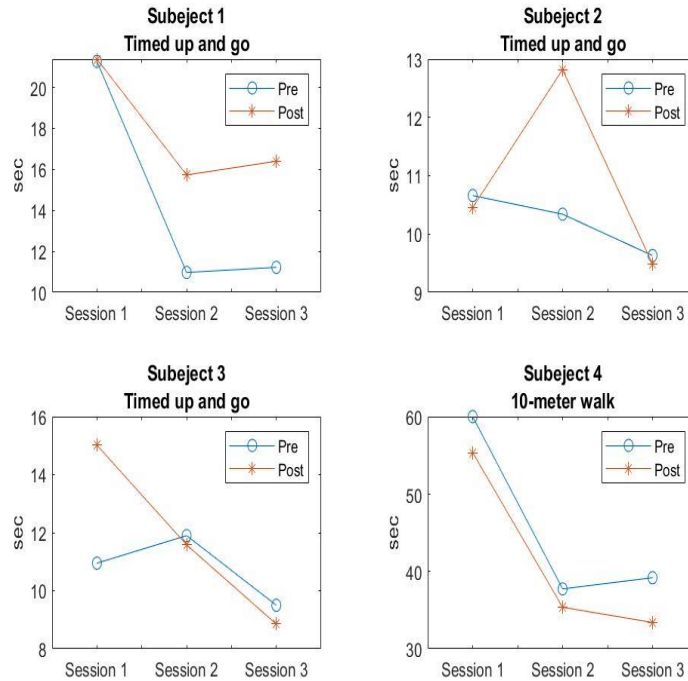 Subeject 1
Timed up and go
20
18
16
14
12
10
sec
Pre
Post
Session 1
Session 2
Session 3
Subeject 2
Timed up and go
13
12
11
10
9
sec
Pre
Post
Session 1
Session 2
Session 3
Subeject 3
Timed up and go
16
14
12
10
8
sec
Pre
Post
Session 1
Session 2
Session 3
Subeject 4
10-meter walk
60
50
40
30
sec
Pre
Post
Session 1
Session 2
Session 3